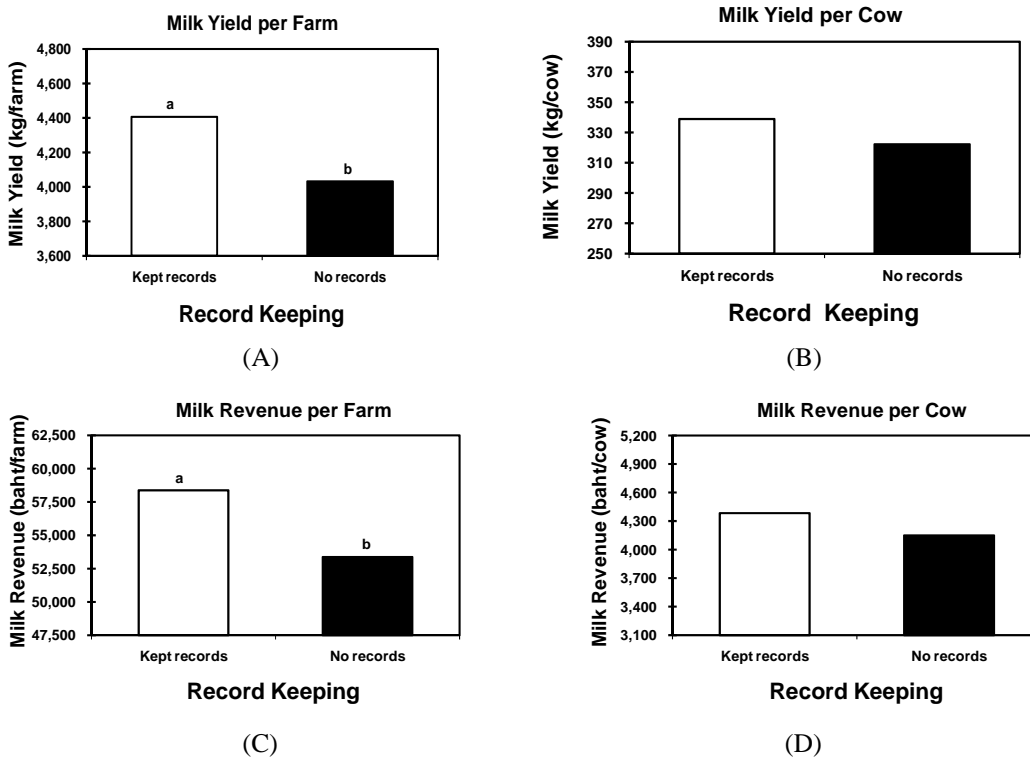 Milk Yield per Farm
Milk Yield (kg/farm)
4,800
4,600
4,400
4,200
4,000
3,800
3,600
a
b
Kept records No records
Record Keeping
(A)
Milk Yield per Cow
Milk Yield (kg/cow)
390
370
350
330
310
290
270
250
Kept records No records
Record Keeping
(B)
Milk Revenue per Farm
Milk Revenue (baht/farm)
62,500
60,000
57,500
55,000
52,500
50,000
47,500
a
b
Kept records No records
Record Keeping
(C)
Milk Revenue per Cow
Milk Revenue (baht/cow)
5,200
4,900
4,600
4,300
4,000
3,700
3,400
3,100
Kept records No records
Record Keeping
(D)